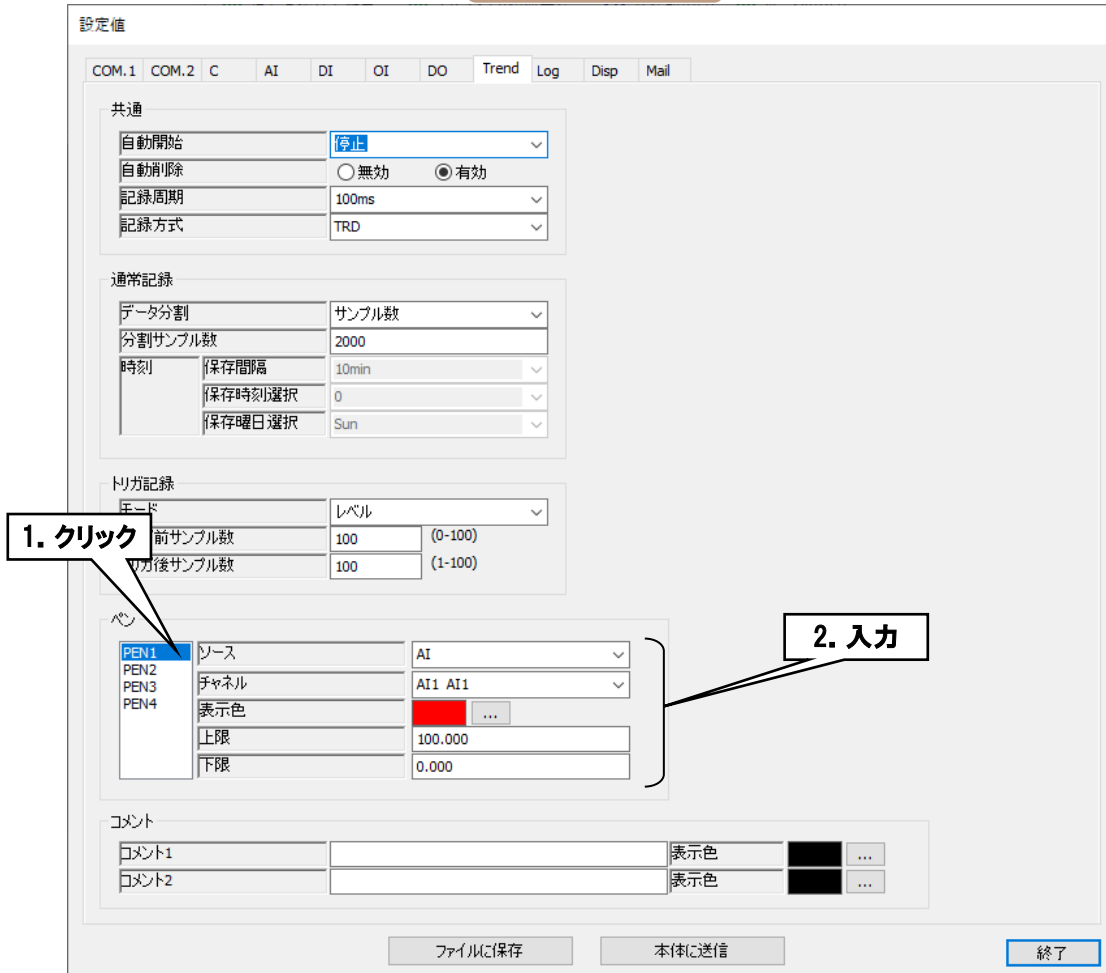 設定値
COM.1 COM.2 C AI DI OI DO Trend Log Disp Mail
共通
自動開始 停止
自動削除 無効 有効
記録周期 100ms
記録方式 TRD
通常記録
データ分割 サンプル数
分割サンプル数 2000
時刻 保存間隔 10min
保存時刻選択 0
保存曜日選択 Sun
トリガ記録
モード レベル
1. クリック
前サンプル数 100 (0-100)
リガ後サンプル数 100 (1-100)
ペン
2. 入力
PEN1 ソース AI
PEN2
PEN3 チャネル AI1 AI1
PEN4 表示色 ...
上限 100.000
下限 0.000
コメント
コメント1 表示色 ...
コメント2 表示色 ...
ファイルに保存 本体に送信 終了